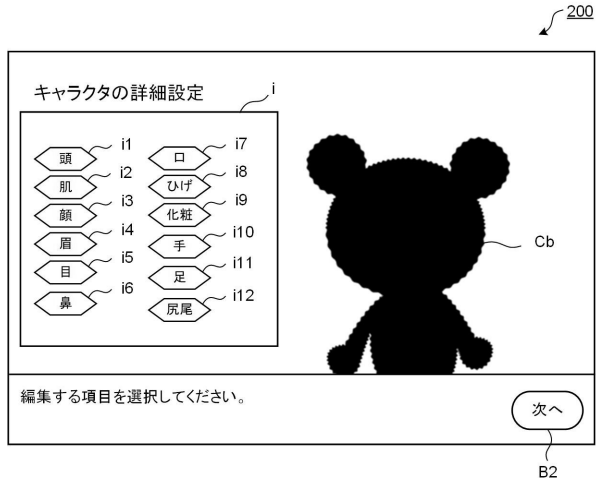 200
キャラクタの詳細設定
i
頭 i1
肌 i2
顔 i3
眉 i4
目 i5
鼻 i6
口 i7
ひげ i8
化粧 i9
手 i10
足 i11
尻尾 i12
Cb
編集する項目を選択してください。
次へ
B2